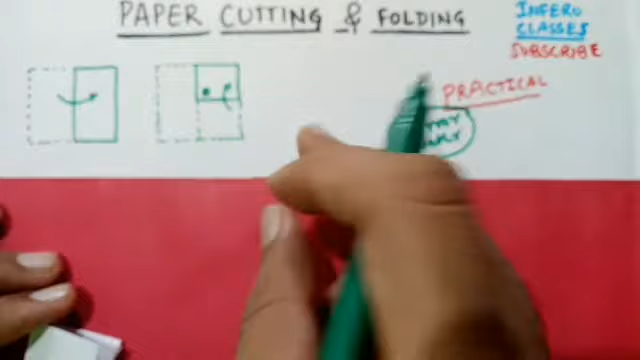 PAPER CUTTING & FOLDING
INFERO
CLASSES
SUBSCRIBE
PRACTICAL